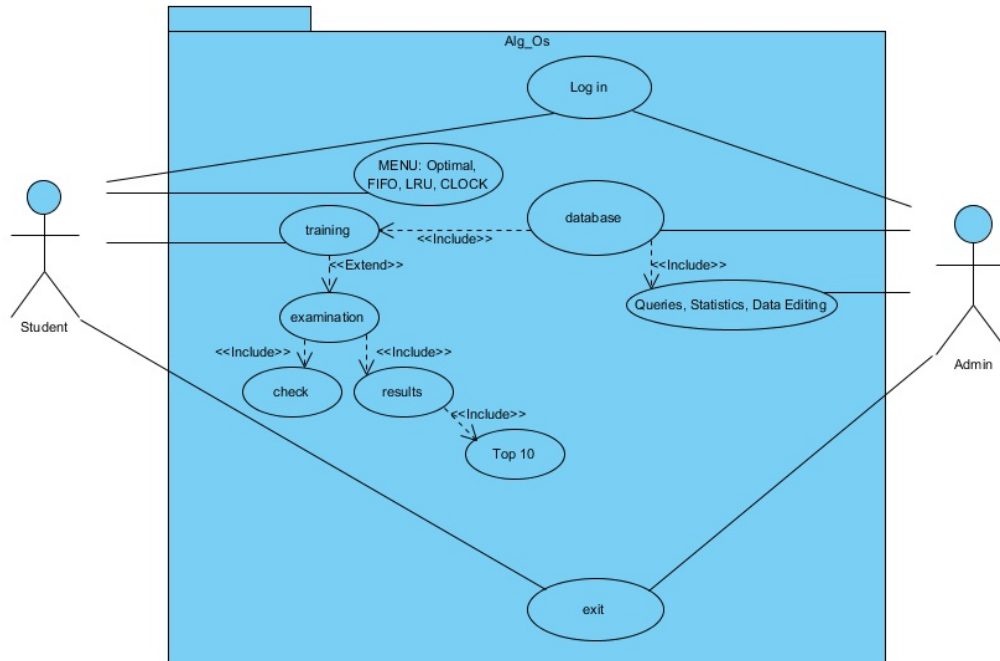 Alg_Os
Log in
MENU: Optimal,
FIFO, LRU, CLOCK
database
training
<<Include>>
<<Extend>>
<<Include>>
Queries, Statistics, Data Editing
examination
Student
<<Include>>
<<Include>>
Admin
check
results
<<Include>>
Top 10
exit